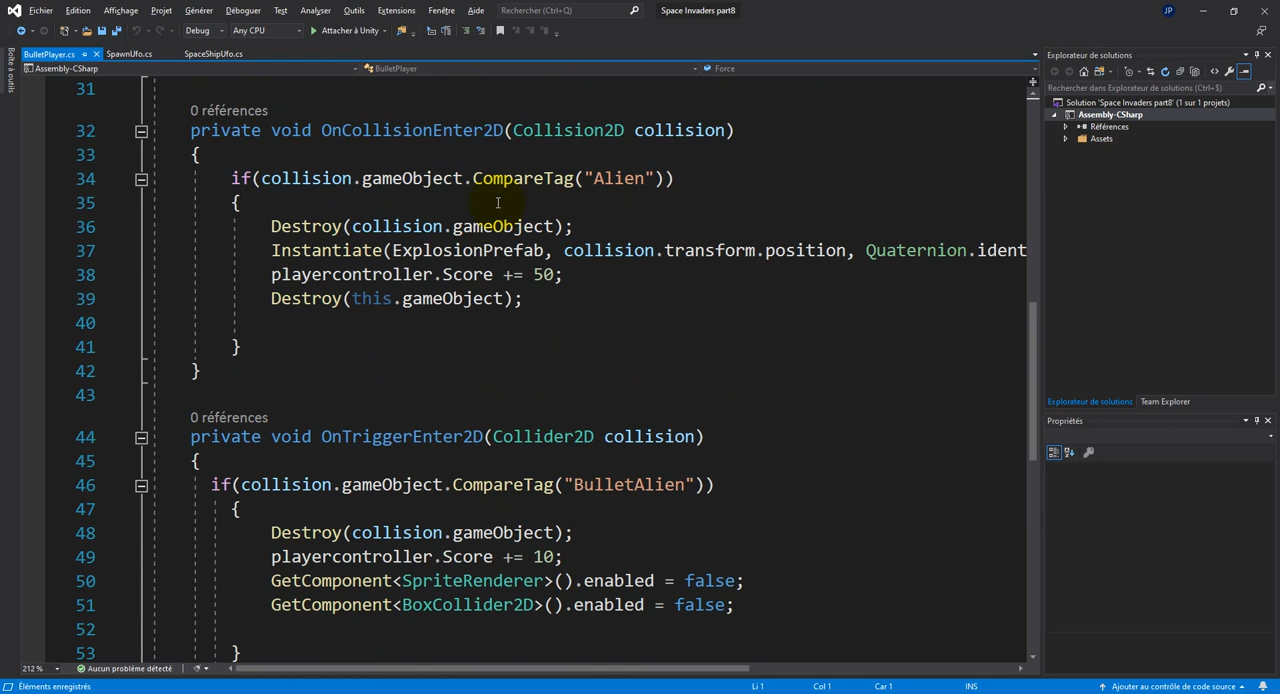 Fichier Edition Affichage Projet Générer Déboguer Test Analyser Outils Extensions Fenêtre Aide Rechercher (Ctrl+Q) Space Invaders part8 JP
Debug Any CPU Attacher à Unity
Boîte à outils
BulletPlayer.cs SpawnUfo.cs SpaceShipUfo.cs
Assembly-CSharp BulletPlayer Force
31
0 références
32 private void OnCollisionEnter2D(Collision2D collision)
33 {
34 if(collision.gameObject.CompareTag("Alien"))
35 {
36 Destroy(collision.gameObject);
37 Instantiate(ExplosionPrefab, collision.transform.position, Quaternion.ident
38 playercontroller.Score += 50;
39 Destroy(this.gameObject);
40
41 }
42 }
43
0 références
44 private void OnTriggerEnter2D(Collider2D collision)
45 {
46 if(collision.gameObject.CompareTag("BulletAlien"))
47 {
48 Destroy(collision.gameObject);
49 playercontroller.Score += 10;
50 GetComponent<SpriteRenderer>().enabled = false;
51 GetComponent<BoxCollider2D>().enabled = false;
52
53 }
212 % Aucun problème détecté
Explorateur de solutions
Rechercher dans Explorateur de solutions (Ctrl+$)
Solution 'Space Invaders part8' (1 sur 1 projets)
Assembly-CSharp
Références
Assets
Explorateur de solutions Team Explorer
Propriétés
Éléments enregistrés Li 1 Col 1 Car 1 INS Ajouter au contrôle de code source